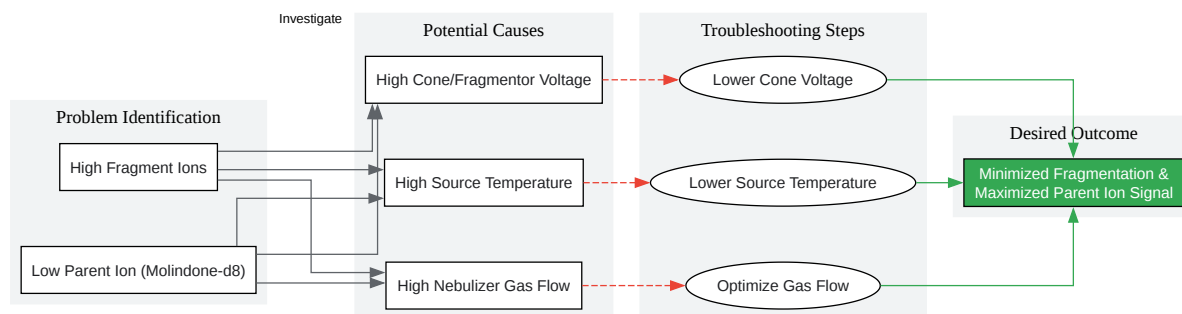 Investigate
Problem Identification
High Fragment Ions
Low Parent Ion (Molindone-d8)
Potential Causes
High Cone/Fragmentor Voltage
High Source Temperature
High Nebulizer Gas Flow
Troubleshooting Steps
Lower Cone Voltage
Lower Source Temperature
Optimize Gas Flow
Desired Outcome
Minimized Fragmentation &
Maximized Parent Ion Signal